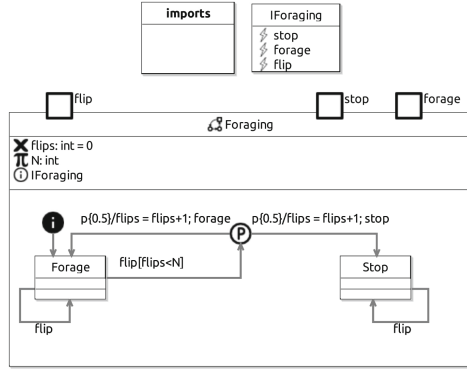 imports
IForaging
stop
forage
flip
flip
stop
forage
Foraging
flips: int = 0
π N: int
i IForaging
i
p{0.5}/flips = flips+1; forage
p{0.5}/flips = flips+1; stop
P
Forage
flip[flips<N]
Stop
flip
flip